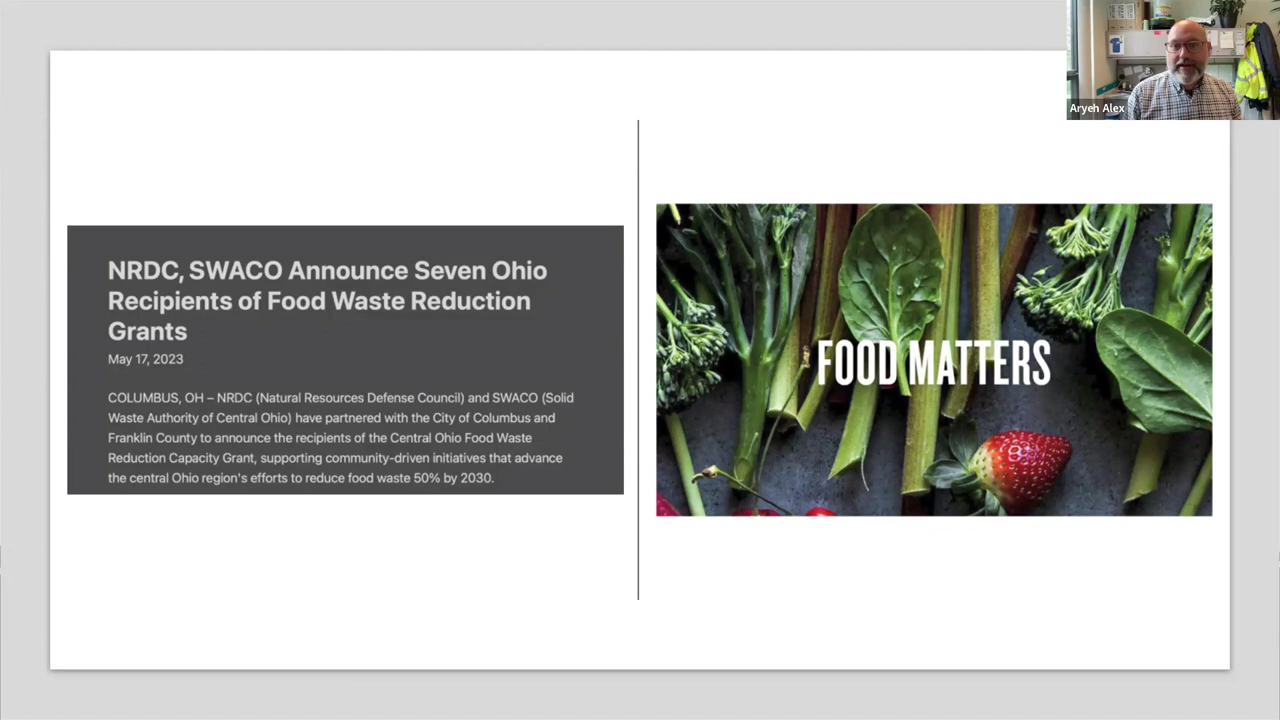 Aryeh Alex
NRDC, SWACO Announce Seven Ohio
Recipients of Food Waste Reduction
Grants
May 17, 2023
COLUMBUS, OH – NRDC (Natural Resources Defense Council) and SWACO (Solid
Waste Authority of Central Ohio) have partnered with the City of Columbus and
Franklin County to announce the recipients of the Central Ohio Food Waste
Reduction Capacity Grant, supporting community-driven initiatives that advance
the central Ohio region's efforts to reduce food waste 50% by 2030.
FOOD MATTERS